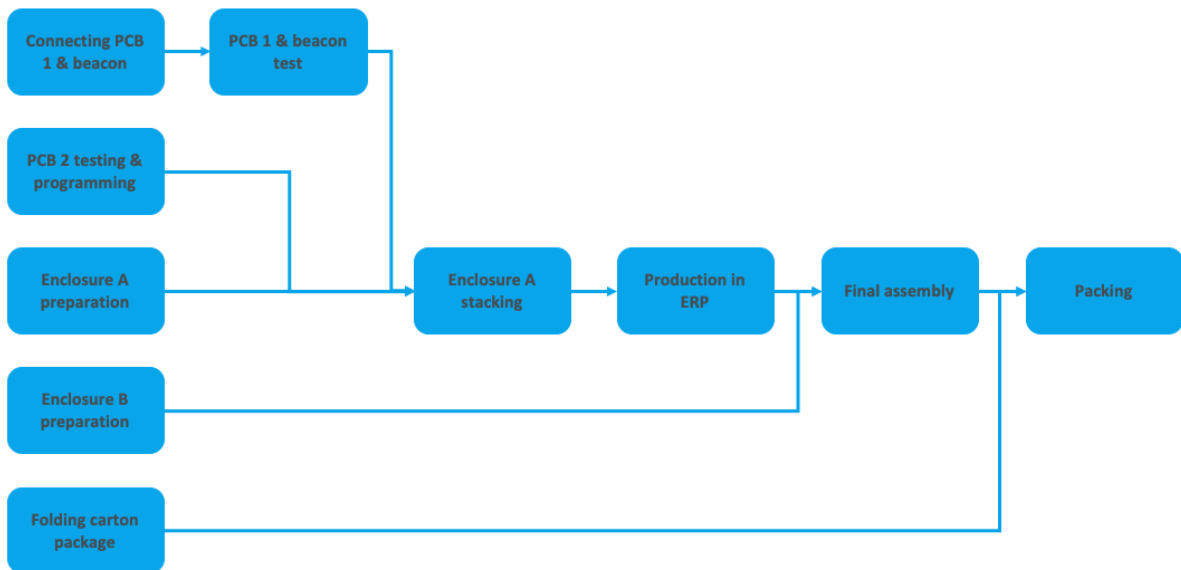 Connecting PCB
1 & beacon
PCB 1 & beacon
test
PCB 2 testing &
programming
Enclosure A
preparation
Enclosure A
stacking
Production in
ERP
Final assembly
Packing
Enclosure B
preparation
Folding carton
package